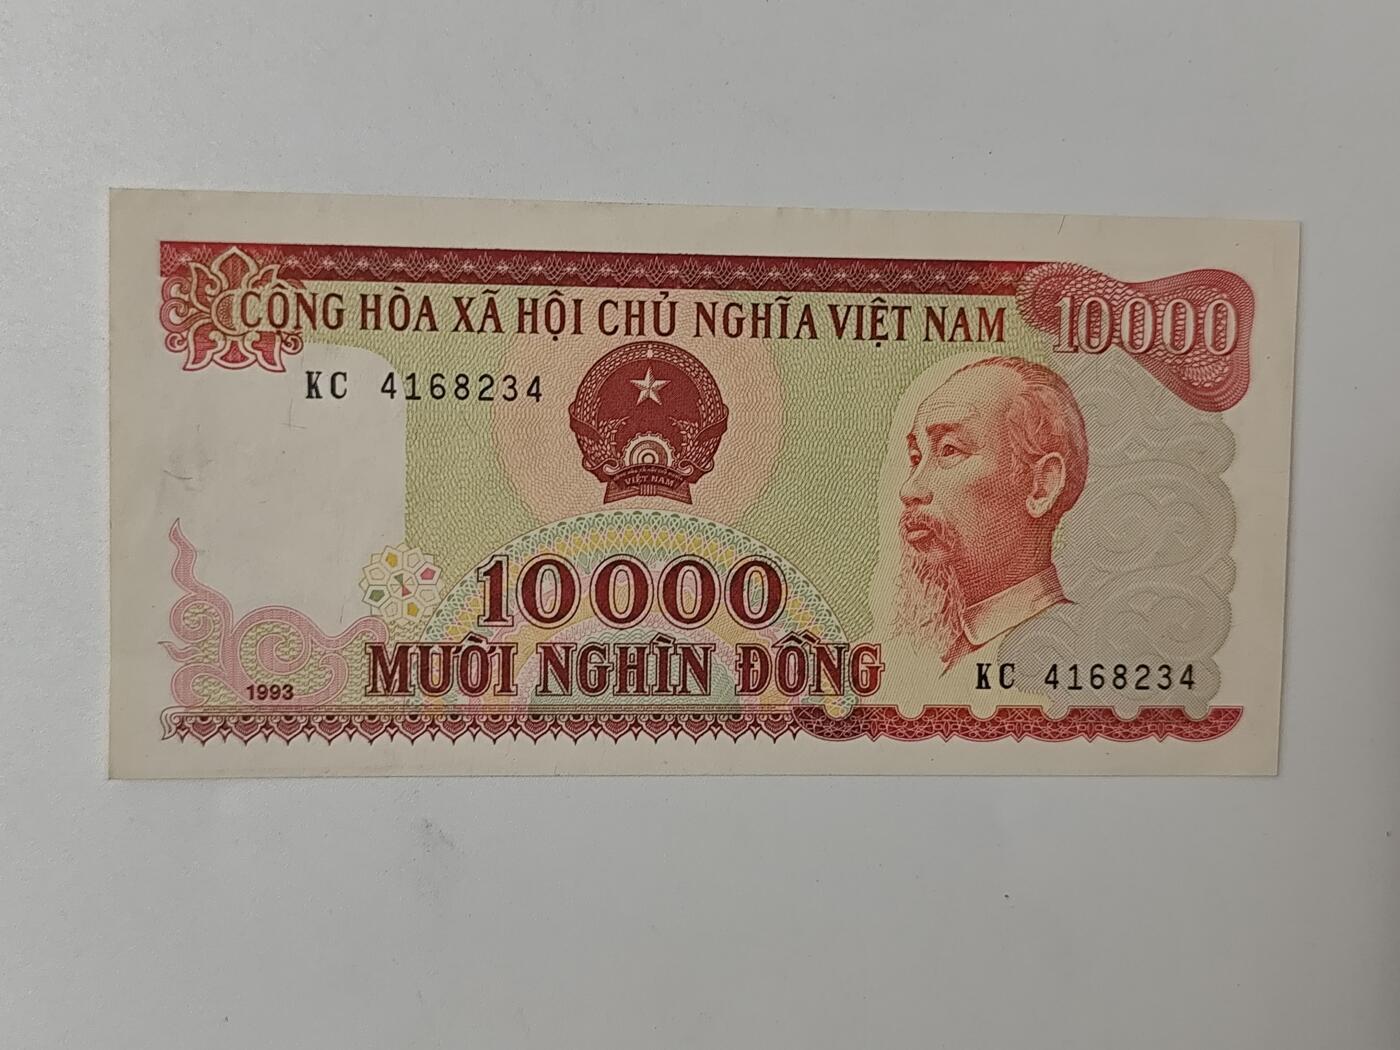 CỘNG HÒA XÃ HỘI CHỦ NGHĨA VIỆT NAM
10000
KC 4168234
VIỆT NAM
10000
MƯỜI NGHÌN ĐỒNG
KC 4168234
1993